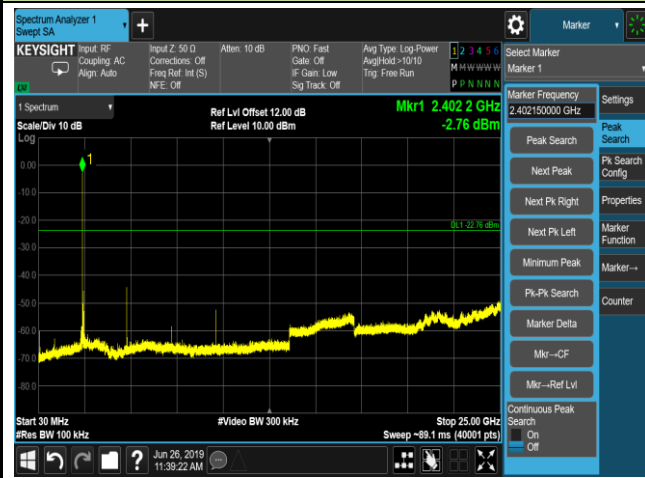 Spectrum Analyzer 1
Swept SA
+
Marker
KEYSIGHT
Input: RF
Coupling: AC
Align: Auto
Input Z: 50 Ω
Corrections: Off
Freq Ref: Int (S)
NFE: Off
Atten: 10 dB
PNO: Fast
Gate: Off
IF Gain: Low
Sig Track: Off
Avg Type: Log-Power
Avg|Hold:>10/10
Trig: Free Run
1 2 3 4 5 6
M M W W W W
P P N N N N
Select Marker
Marker 1
1 Spectrum
Scale/Div 10 dB
Log
Ref Lvl Offset 12.00 dB
Ref Level 10.00 dBm
Mkr1 2.402 2 GHz
-2.76 dBm
0.00
-10.0
-20.0
-30.0
-40.0
-50.0
-60.0
-70.0
-80.0
1
DL1 -22.76 dBm
Start 30 MHz
#Res BW 100 kHz
#Video BW 300 kHz
Stop 25.00 GHz
Sweep ~89.1 ms (40001 pts)
Marker Frequency
2.402150000 GHz
Peak Search
Next Peak
Next Pk Right
Next Pk Left
Minimum Peak
Pk-Pk Search
Marker Delta
Mkr→CF
Mkr→Ref Lvl
Continuous Peak
Search
On
Off
Settings
Peak
Search
Pk Search
Config
Properties
Marker
Function
Marker→
Counter
?
Jun 26, 2019
11:39:22 AM